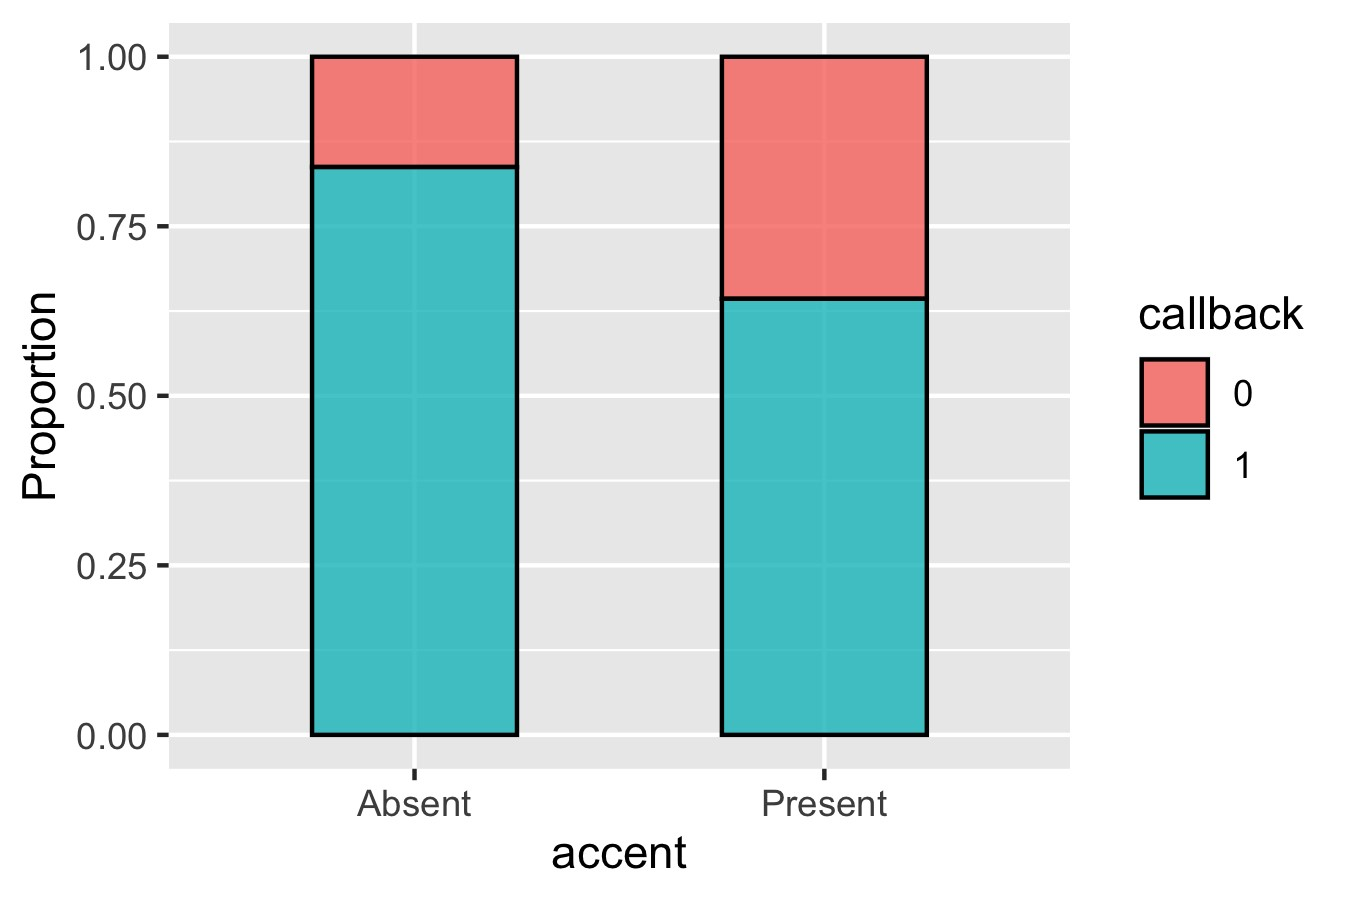 1.00
0.75
0.50
0.25
0.00
Proportion
Absent
Present
accent
callback
0
1